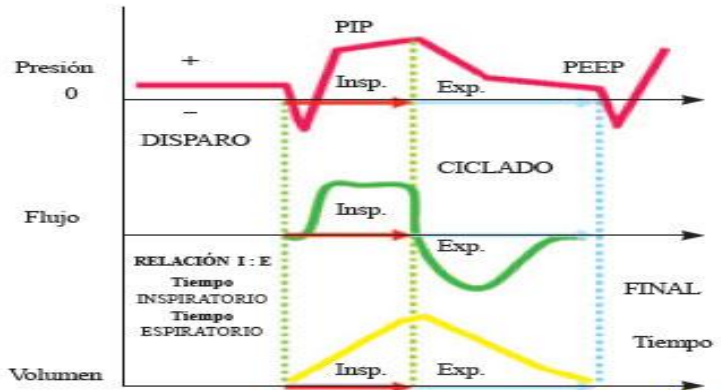 PIP
Presión
+
0
Insp.
Exp.
PEEP
−
DISPARO
CICLADO
Flujo
Insp.
Exp.
RELACIÓN I : E
Tiempo
INSPIRATORIO
Tiempo
ESPIRATORIO
FINAL
Tiempo
Volumen
Insp.
Exp.